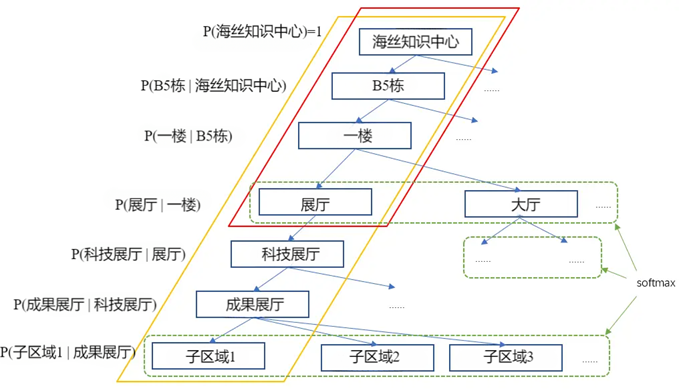 P(海丝知识中心)=1
海丝知识中心
P(B5栋 | 海丝知识中心)
B5栋
......
P(一楼 | B5栋)
一楼
......
P(展厅 | 一楼)
展厅
大厅
......
P(科技展厅 | 展厅)
科技展厅
......
......
softmax
P(成果展厅 | 科技展厅)
成果展厅
......
P(子区域1 | 成果展厅)
子区域1
子区域2
子区域3
......